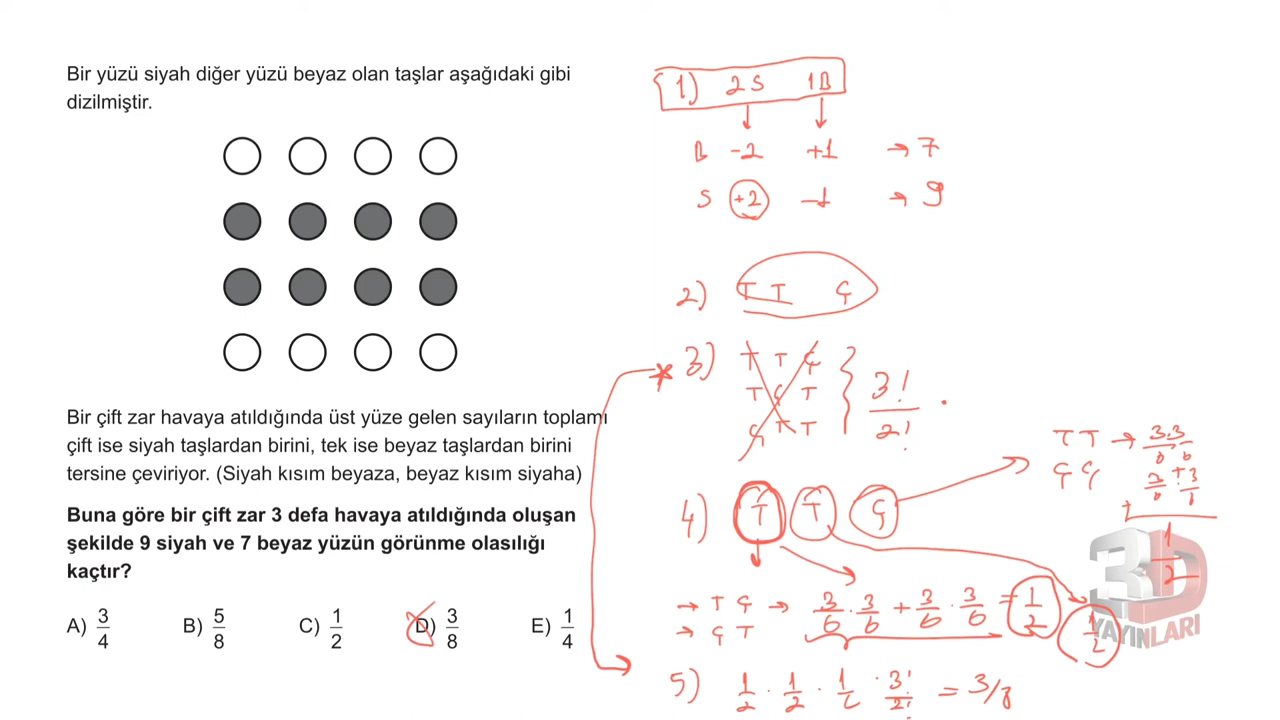 Bir yüzü siyah diğer yüzü beyaz olan taşlar aşağıdaki gibi
dizilmiştir.
Bir çift zar havaya atıldığında üst yüze gelen sayıların toplamı
çift ise siyah taşlardan birini, tek ise beyaz taşlardan birini
tersine çeviriyor. (Siyah kısım beyaza, beyaz kısım siyaha)
Buna göre bir çift zar 3 defa havaya atıldığında oluşan
şekilde 9 siyah ve 7 beyaz yüzün görünme olasılığı
kaçtır?
A) 3/4 B) 5/8 C) 1/2 D) 3/8 E) 1/4
1) 2S 1B
B -2 +1 → 7
S +2 -1 → 9
2) T T Ç
3) T T Ç
T Ç T
Ç T T
3!/2! .
4) T T Ç
T T → 3/6 . 3/6
Ç Ç 3/6 . 3/6
+
1/2
→ T Ç → 3/6 . 3/6 + 3/6 . 3/6 = 1/2
→ Ç T
1/2
5) 1/2 . 1/2 . 1/2 . 3!/2! = 3/8
3D
YAYINLARI